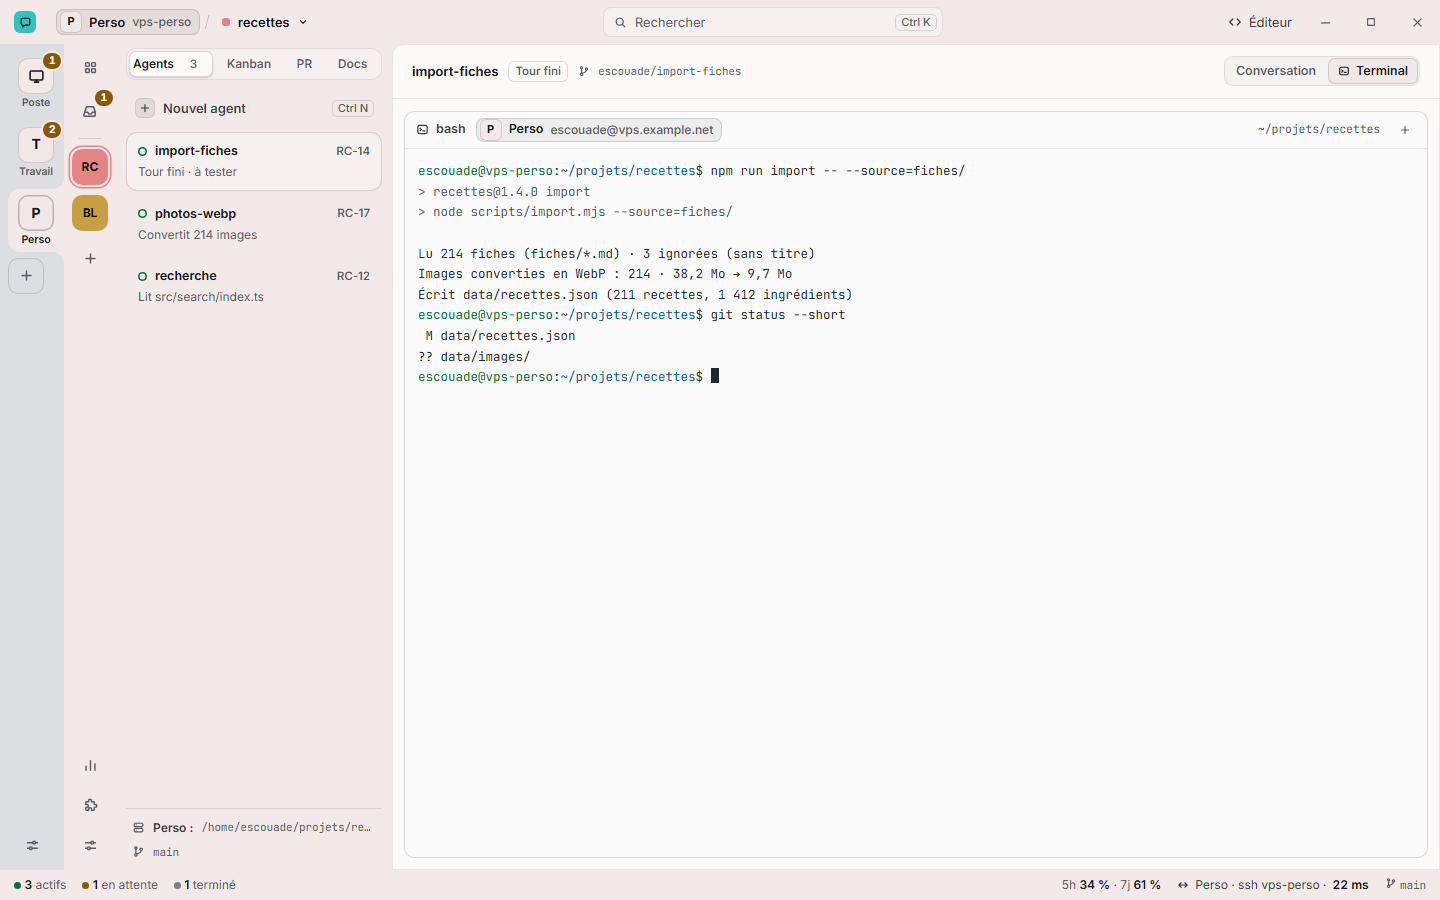 P Perso vps-perso / recettes
Rechercher Ctrl K
Éditeur
1
Poste
2
T
Travail
P
Perso
1
RC
BL
Agents 3 Kanban PR Docs
Nouvel agent Ctrl N
import-fiches RC-14
Tour fini · à tester
photos-webp RC-17
Convertit 214 images
recherche RC-12
Lit src/search/index.ts
Perso : /home/escouade/projets/re…
main
import-fiches Tour fini escouade/import-fiches
Conversation Terminal
bash P Perso escouade@vps.example.net ~/projets/recettes
escouade@vps-perso:~/projets/recettes$ npm run import -- --source=fiches/
> recettes@1.4.0 import
> node scripts/import.mjs --source=fiches/
Lu 214 fiches (fiches/*.md) · 3 ignorées (sans titre)
Images converties en WebP : 214 · 38,2 Mo → 9,7 Mo
Écrit data/recettes.json (211 recettes, 1 412 ingrédients)
escouade@vps-perso:~/projets/recettes$ git status --short
M data/recettes.json
?? data/images/
escouade@vps-perso:~/projets/recettes$
3 actifs 1 en attente 1 terminé
5h 34 % · 7j 61 % Perso · ssh vps-perso · 22 ms main